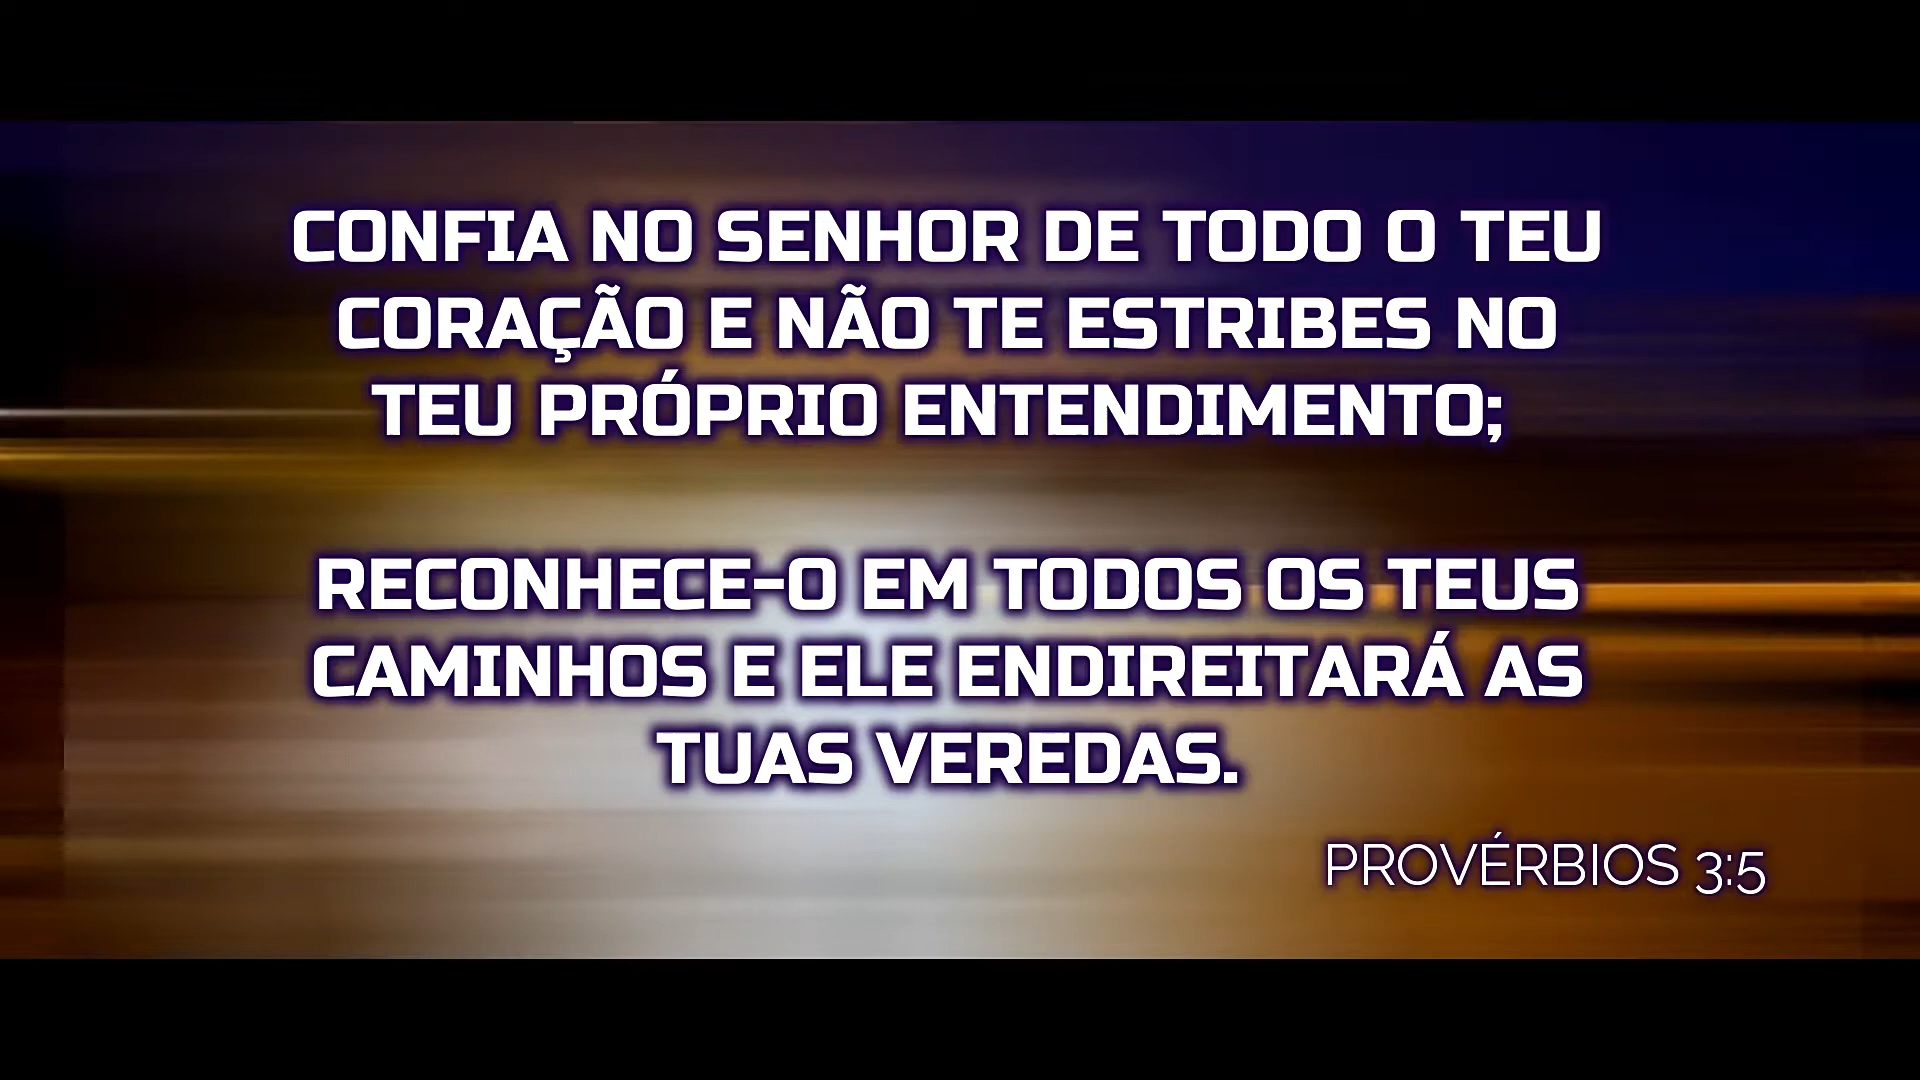 CONFIA NO SENHOR DE TODO O TEU
CORAÇÃO E NÃO TE ESTRIBES NO
TEU PRÓPRIO ENTENDIMENTO;
RECONHECE-O EM TODOS OS TEUS
CAMINHOS E ELE ENDIREITARÁ AS
TUAS VEREDAS.
PROVÉRBIOS 3:5